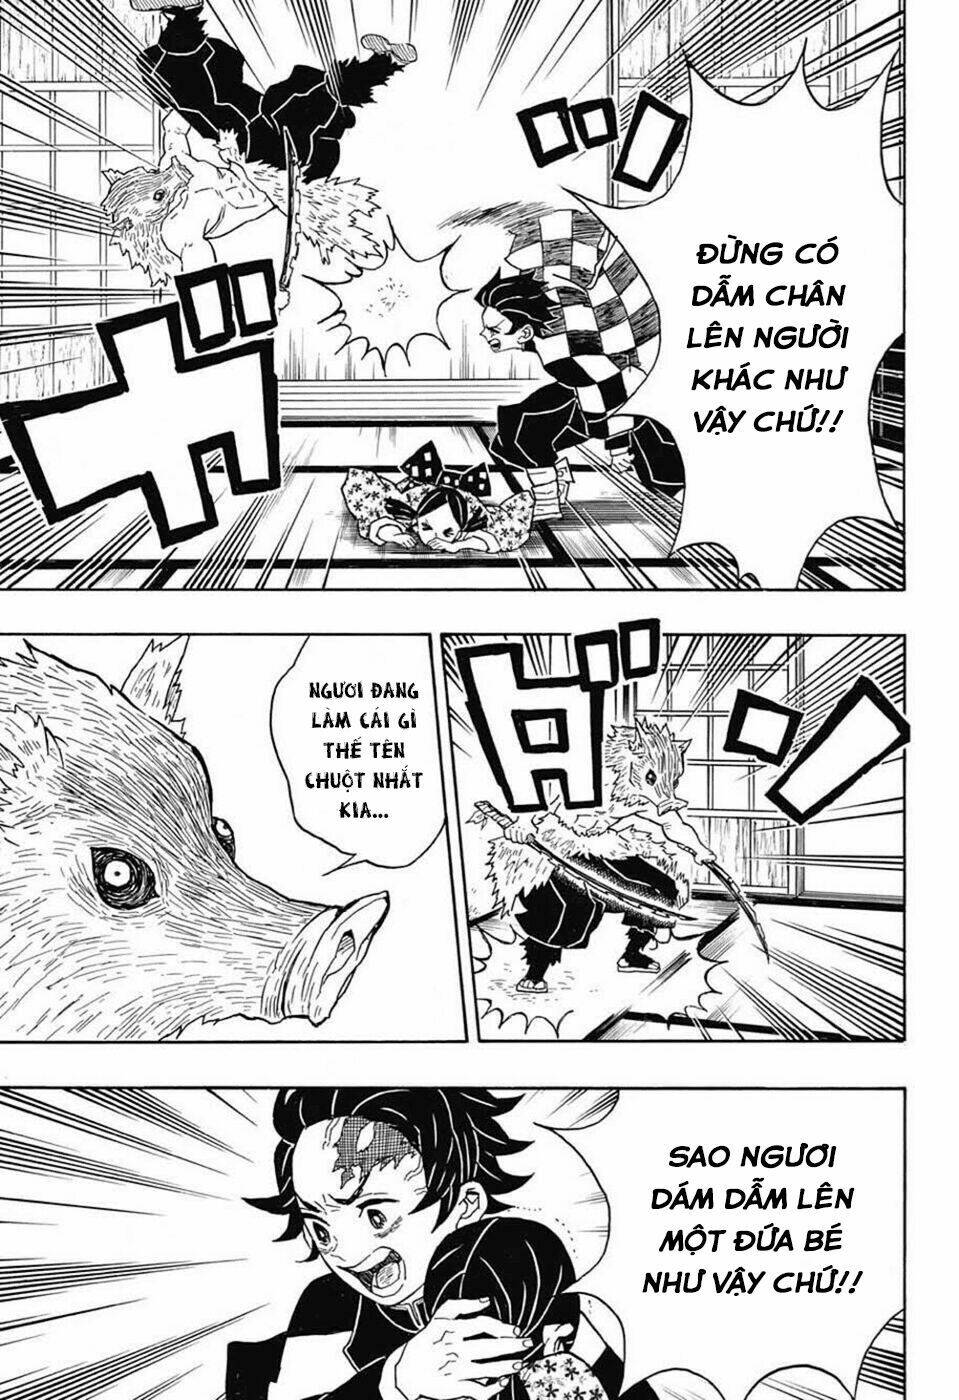 ĐỪNG CÓ
DẪM CHÂN
LÊN NGƯỜI
KHÁC NHƯ
VẬY CHỨ!!
NGƯƠI ĐANG
LÀM CÁI GÌ
THẾ TÊN
CHUỘT NHẮT
KIA...
SAO NGƯƠI
DÁM DẪM LÊN
MỘT ĐỨA BÉ
NHƯ VẬY CHỨ!!